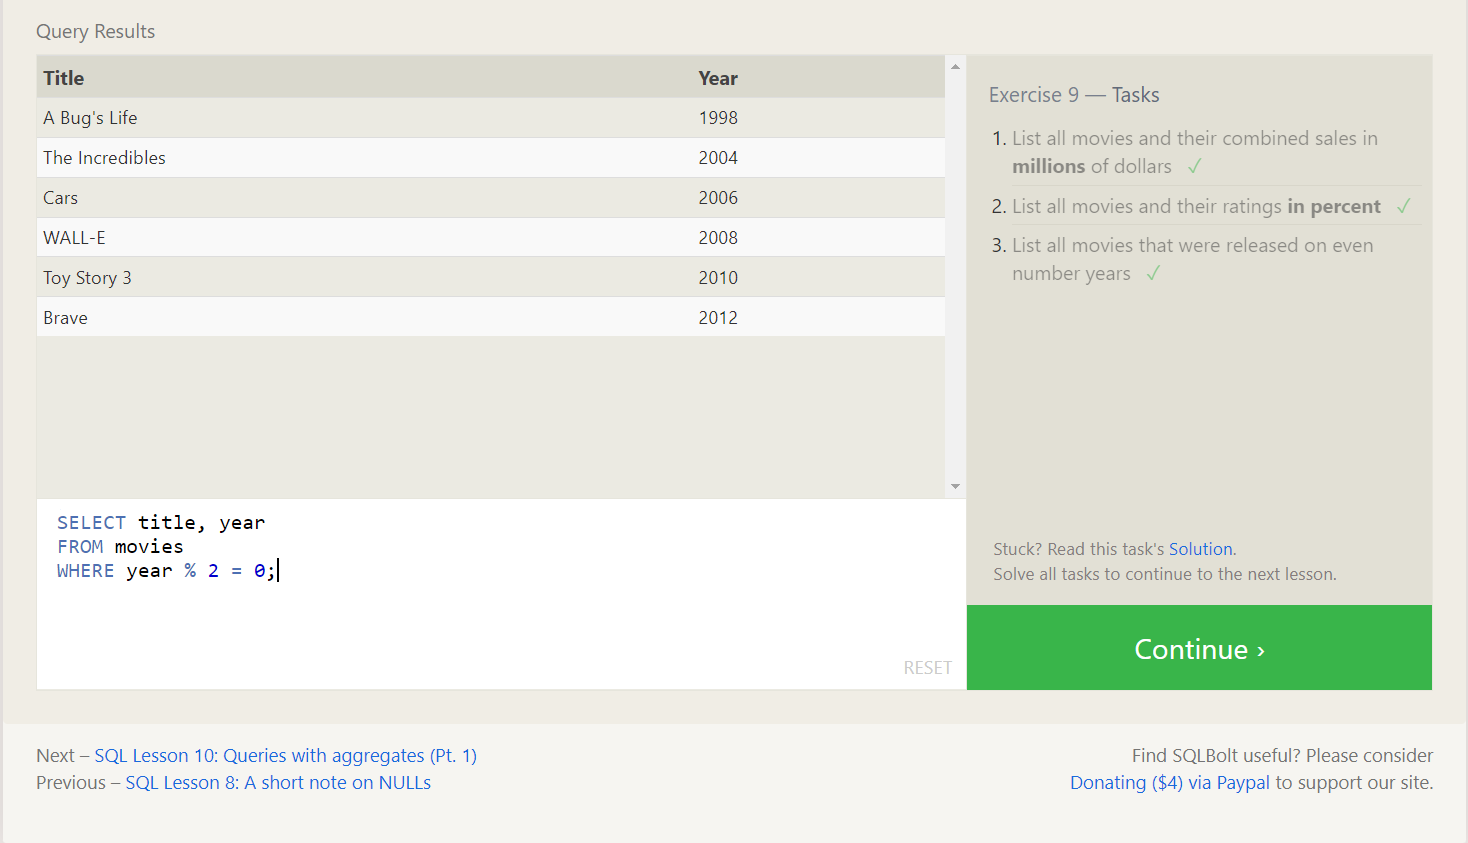 Query Results
Title Year
A Bug's Life 1998
The Incredibles 2004
Cars 2006
WALL-E 2008
Toy Story 3 2010
Brave 2012
SELECT title, year
FROM movies
WHERE year % 2 = 0;
RESET
Exercise 9 — Tasks
1. List all movies and their combined sales in
millions of dollars ✓
2. List all movies and their ratings in percent ✓
3. List all movies that were released on even
number years ✓
Stuck? Read this task's Solution.
Solve all tasks to continue to the next lesson.
Continue ›
Next – SQL Lesson 10: Queries with aggregates (Pt. 1)
Previous – SQL Lesson 8: A short note on NULLs
Find SQLBolt useful? Please consider
Donating ($4) via Paypal to support our site.